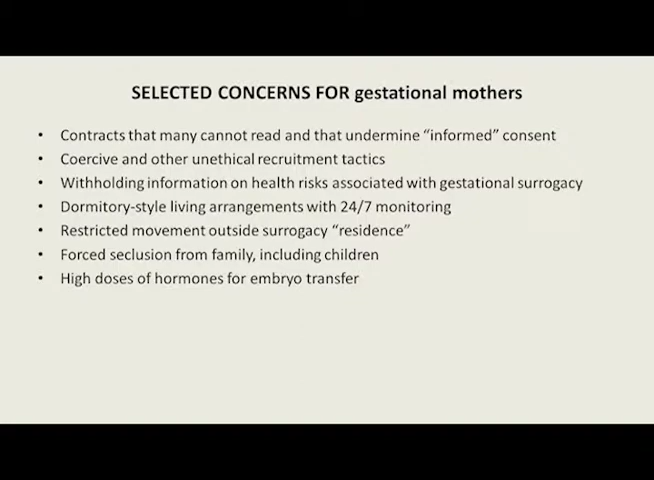 SELECTED CONCERNS FOR gestational mothers
• Contracts that many cannot read and that undermine “informed” consent
• Coercive and other unethical recruitment tactics
• Withholding information on health risks associated with gestational surrogacy
• Dormitory-style living arrangements with 24/7 monitoring
• Restricted movement outside surrogacy “residence”
• Forced seclusion from family, including children
• High doses of hormones for embryo transfer